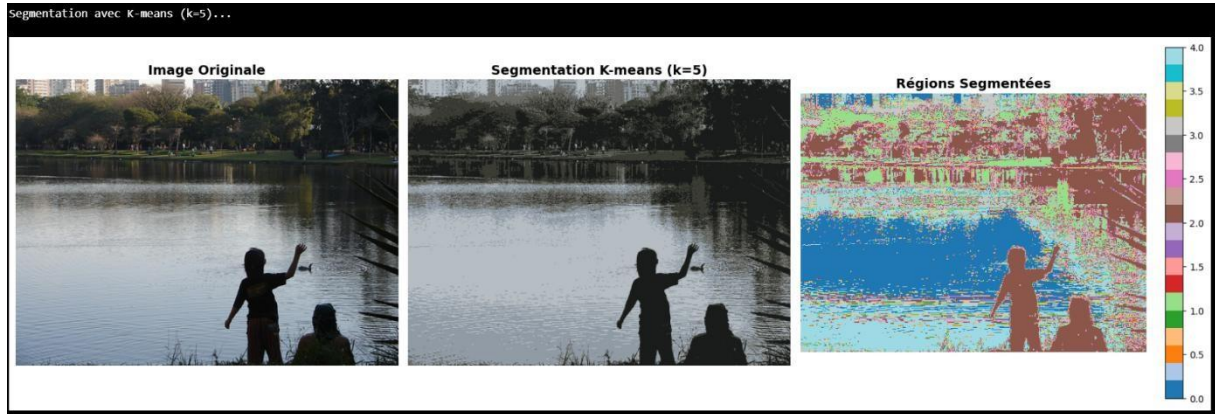 Segmentation avec K-means (k=5)...
Image Originale
Segmentation K-means (k=5)
Régions Segmentées
4.0
3.5
3.0
2.5
2.0
1.5
1.0
0.5
0.0